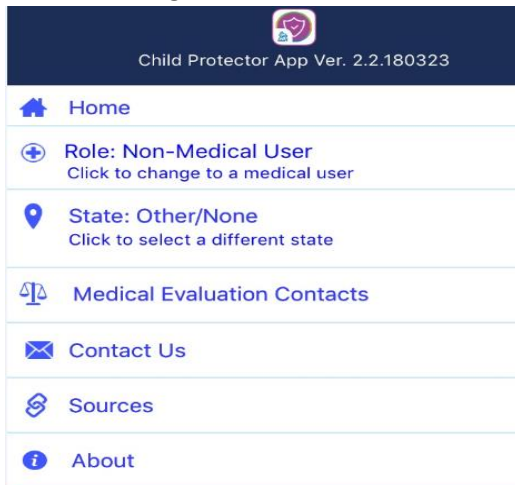 Child Protector App Ver. 2.2.180323
Home
Role: Non-Medical User
Click to change to a medical user
State: Other/None
Click to select a different state
Medical Evaluation Contacts
Contact Us
Sources
About